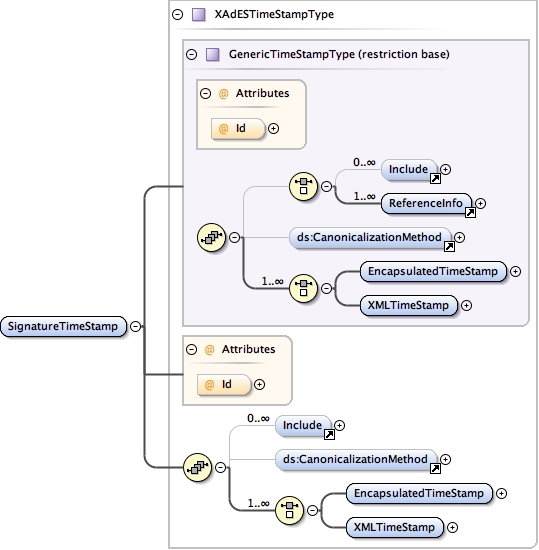 XAdESTimeStampType
GenericTimeStampType (restriction base)
@ Attributes
@ Id
0..∞
Include
1..∞
ReferenceInfo
ds:CanonicalizationMethod
1..∞
EncapsulatedTimeStamp
XMLTimeStamp
SignatureTimeStamp
@ Attributes
@ Id
0..∞
Include
ds:CanonicalizationMethod
1..∞
EncapsulatedTimeStamp
XMLTimeStamp